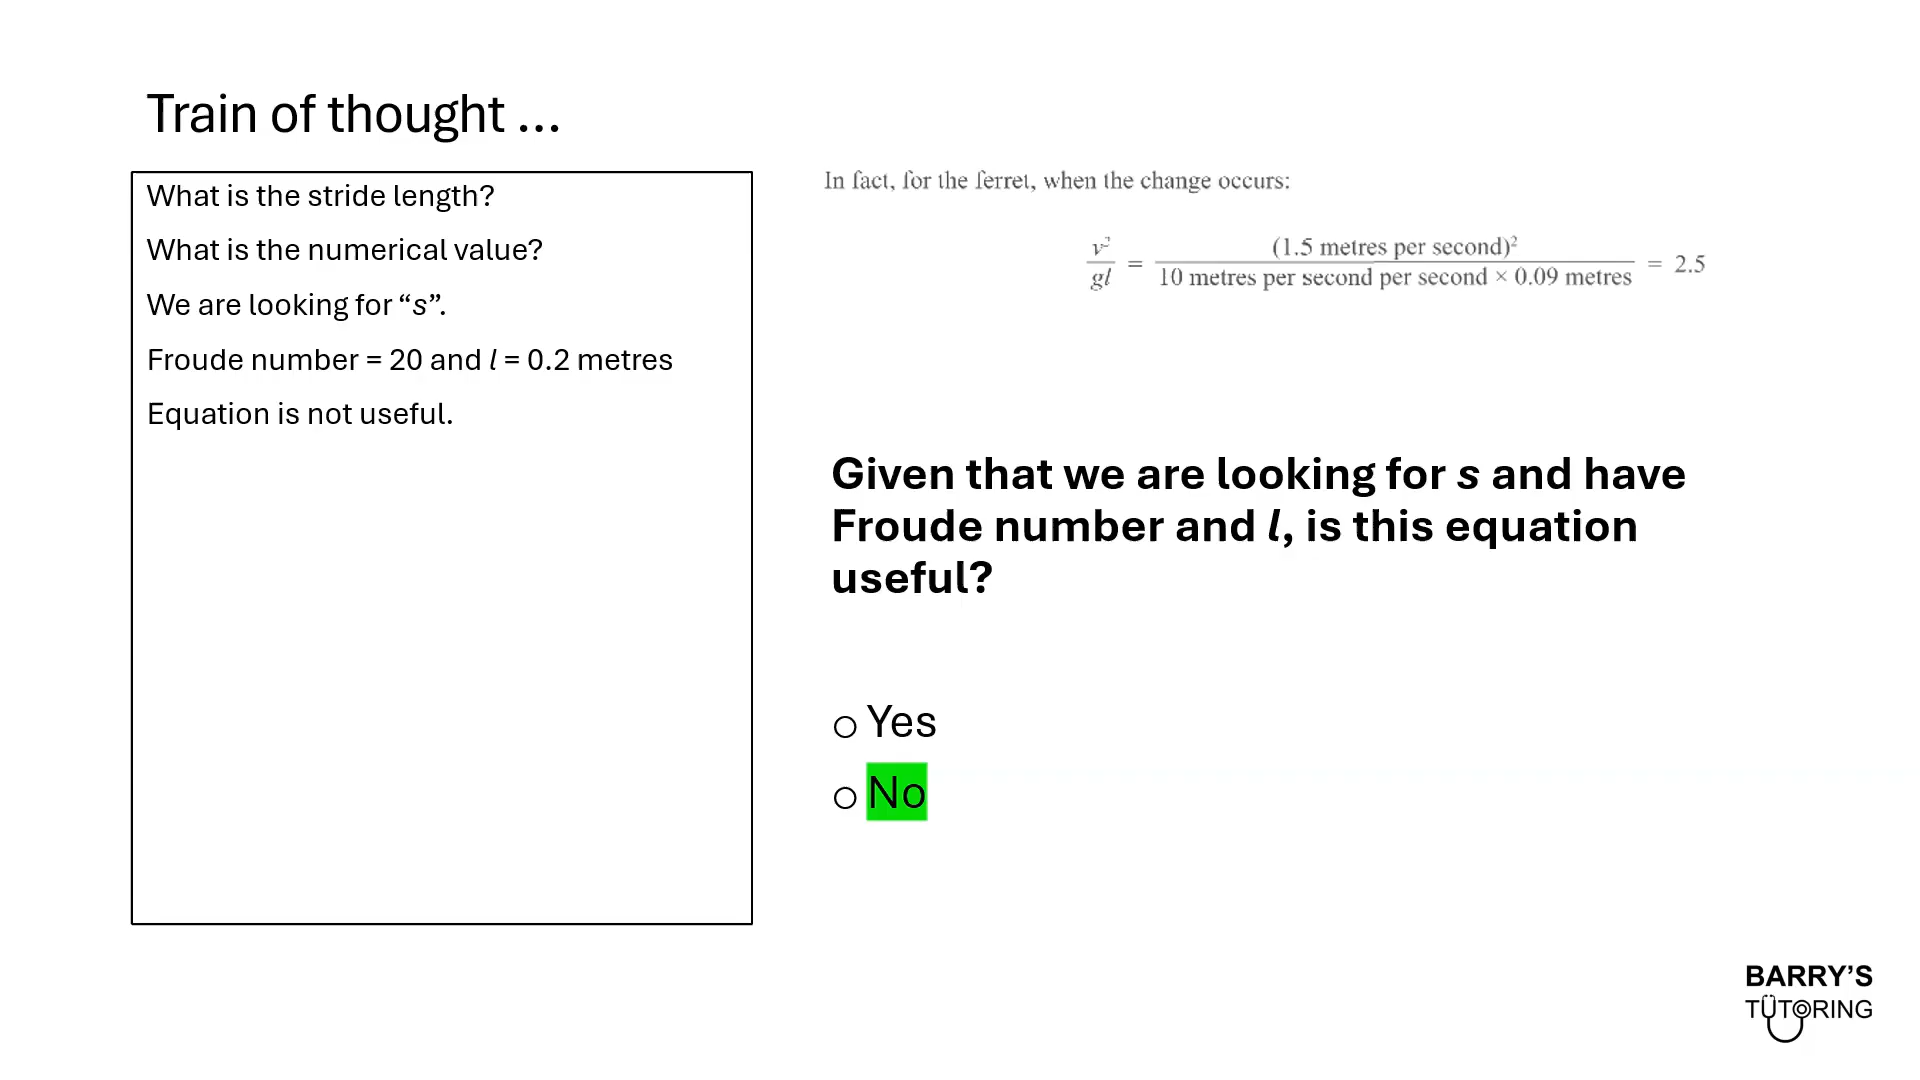 Train of thought ...
What is the stride length?
What is the numerical value?
We are looking for “s”.
Froude number = 20 and l = 0.2 metres
Equation is not useful.
In fact, for the ferret, when the change occurs:
v²/gl = (1.5 metres per second)²/10 metres per second per second × 0.09 metres = 2.5
Given that we are looking for s and have
Froude number and l, is this equation
useful?
Yes
No
BARRY’S
TÜTORING